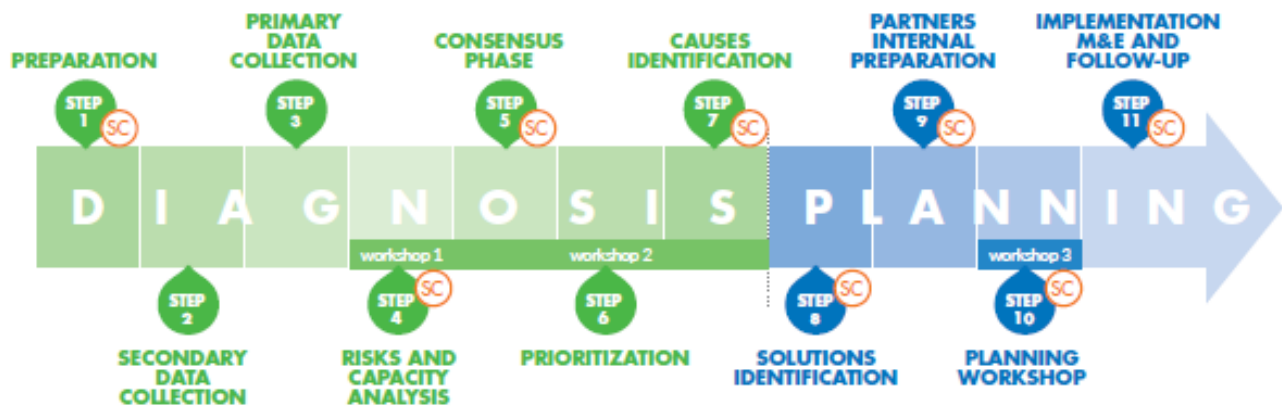 PREPARATION
PRIMARY
DATA
COLLECTION
CONSENSUS
PHASE
CAUSES
IDENTIFICATION
PARTNERS
INTERNAL
PREPARATION
IMPLEMENTATION
M&E AND
FOLLOW-UP
STEP
1
SC
STEP
3
STEP
5
SC
STEP
7
SC
STEP
9
SC
STEP
11
SC
DIAGNOSIS PLANNING
workshop 1
workshop 2
workshop 3
STEP
2
STEP
4
SC
STEP
6
STEP
8
SC
STEP
10
SC
SECONDARY
DATA
COLLECTION
RISKS AND
CAPACITY
ANALYSIS
PRIORITIZATION
SOLUTIONS
IDENTIFICATION
PLANNING
WORKSHOP